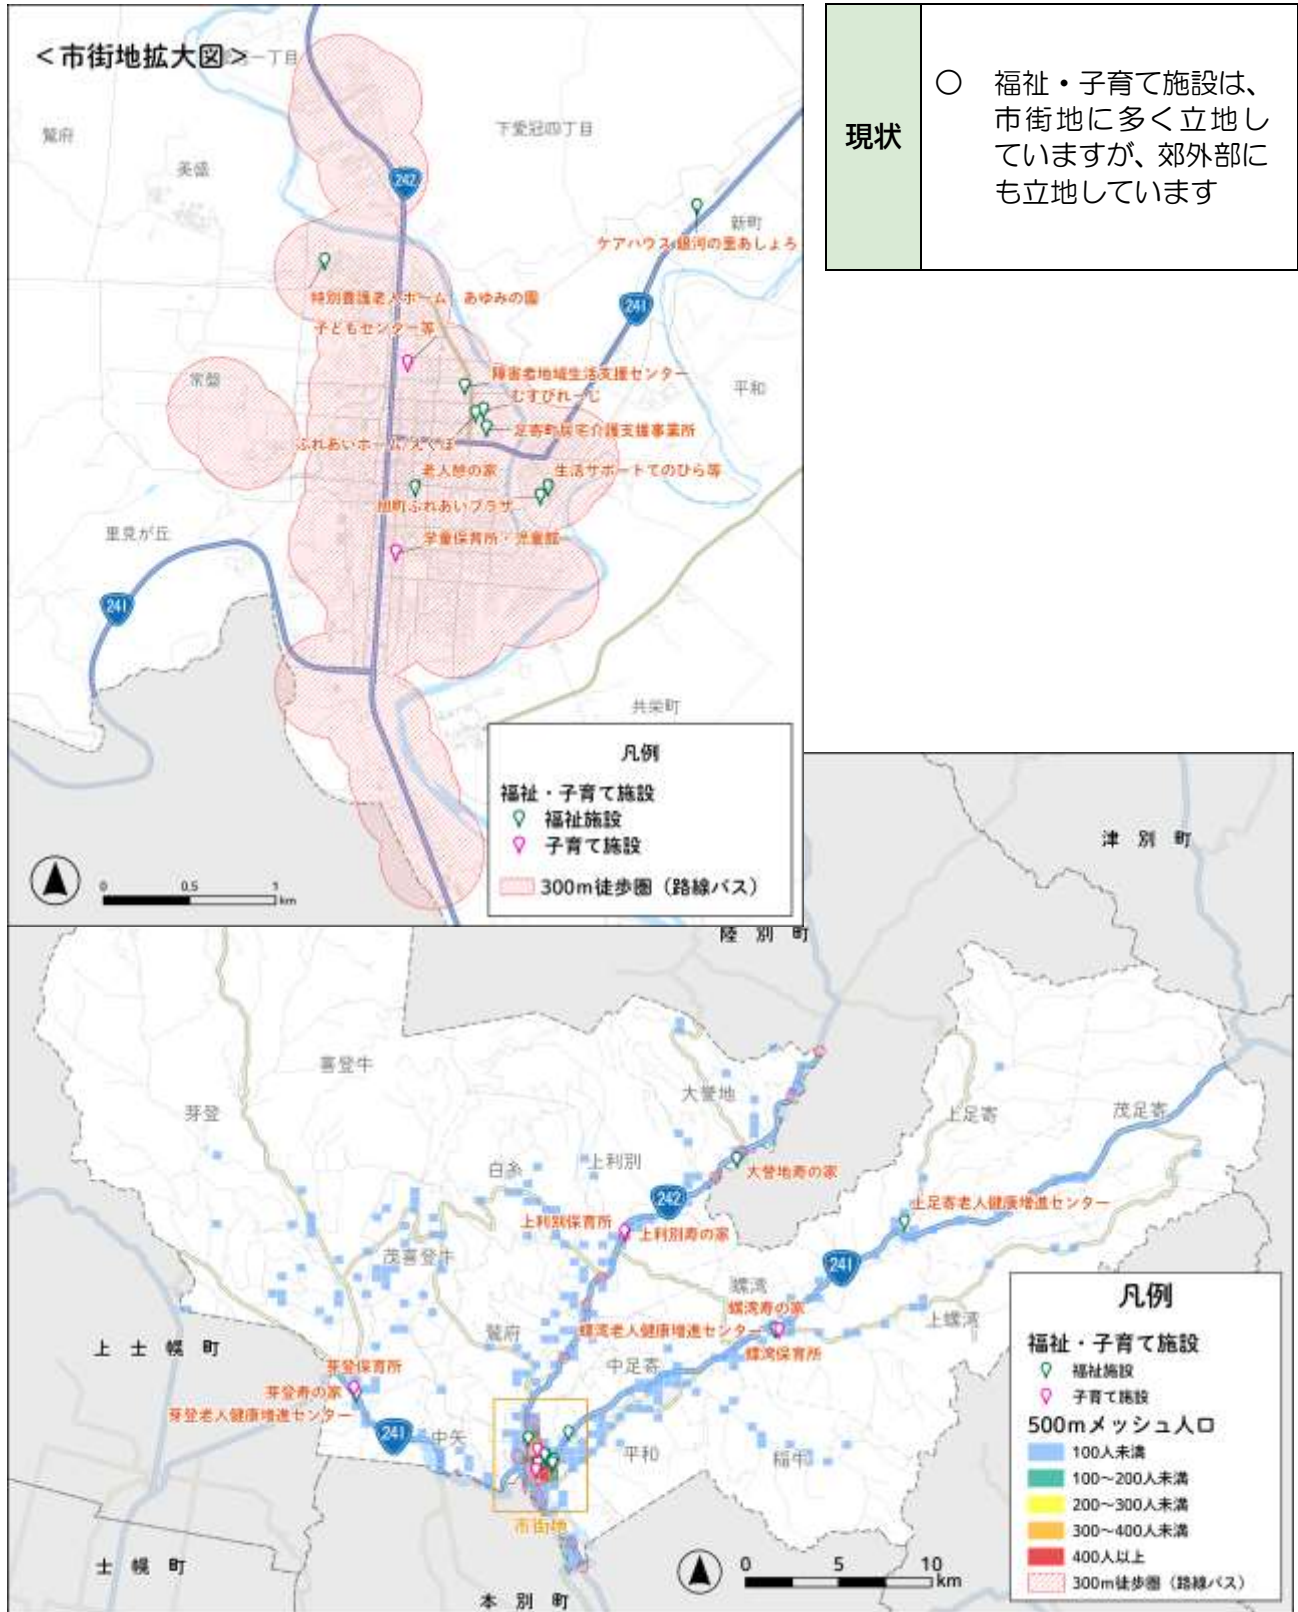 ＜市街地拡大図＞
一丁目
鷲府
美盛
下愛冠四丁目
242
新町
ケアハウス 銀河の里あしょろ
241
特別養護老人ホーム あゆみの園
子どもセンター等
常盤
障害者地域生活支援センター
むすびれっじ
平和
ふれあいホームえくぼ
足寄町居宅介護支援事業所
老人憩の家
生活サポートてのひら等
旭町ふれあいプラザ
里見が丘
学童保育所・児童館
241
共栄町
凡例
福祉・子育て施設
福祉施設
子育て施設
300m徒歩圏（路線バス）
0 0.5 1
km
現状
○ 福祉・子育て施設は、
市街地に多く立地し
ていますが、郊外部に
も立地しています
津別町
陸別町
喜登牛
芽登
大誉地
上足寄
茂足寄
白糸
上利別
大誉地寿の家
242
上足寄老人健康増進センター
上利別保育所
上利別寿の家
茂喜登牛
241
螺湾
螺湾寿の家
鷲府
螺湾老人健康増進センター
上螺湾
螺湾保育所
上士幌町
中足寄
芽登保育所
芽登寿の家
芽登老人健康増進センター
241
中矢
平和
稲牛
市街地
士幌町
本別町
0 5 10
km
凡例
福祉・子育て施設
福祉施設
子育て施設
500mメッシュ人口
100人未満
100～200人未満
200～300人未満
300～400人未満
400人以上
300m徒歩圏（路線バス）